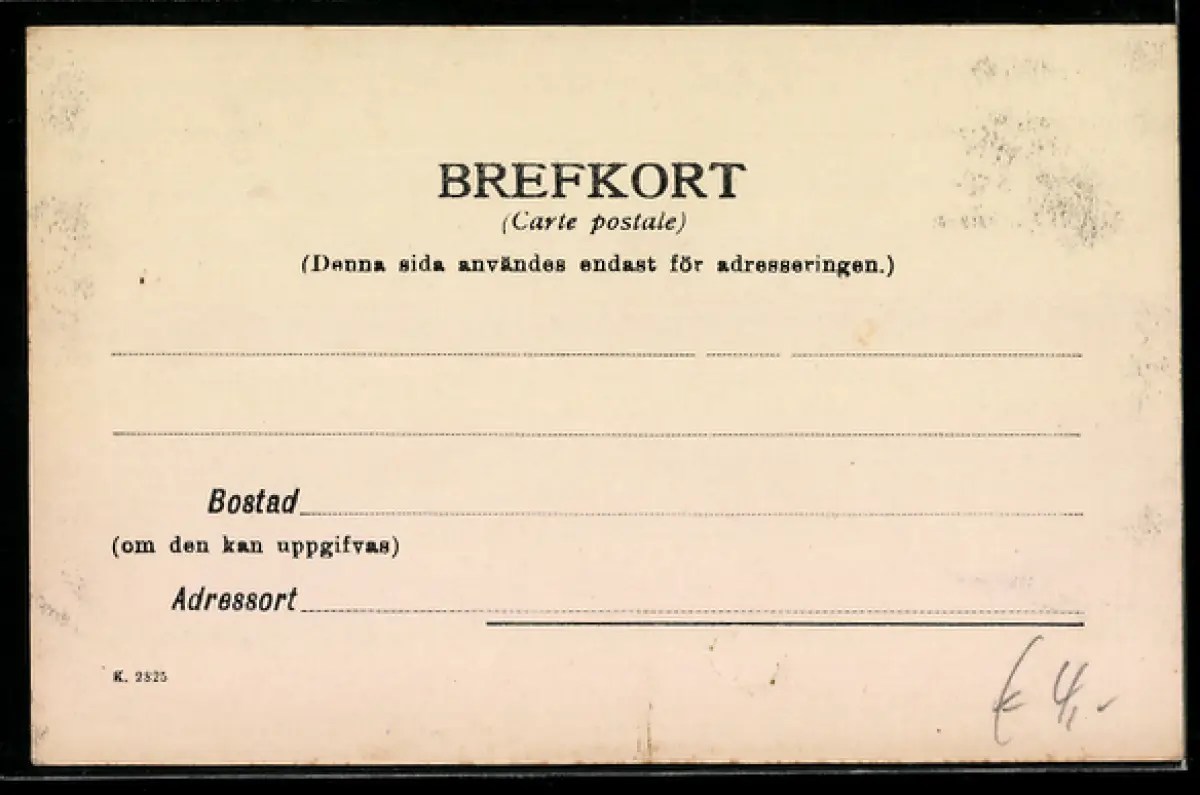 BREFKORT
(Carte postale)
(Denna sida användes endast för adresseringen.)
Bostad
(om den kan uppgifvas)
Adressort
K. 2825
€ 4,-